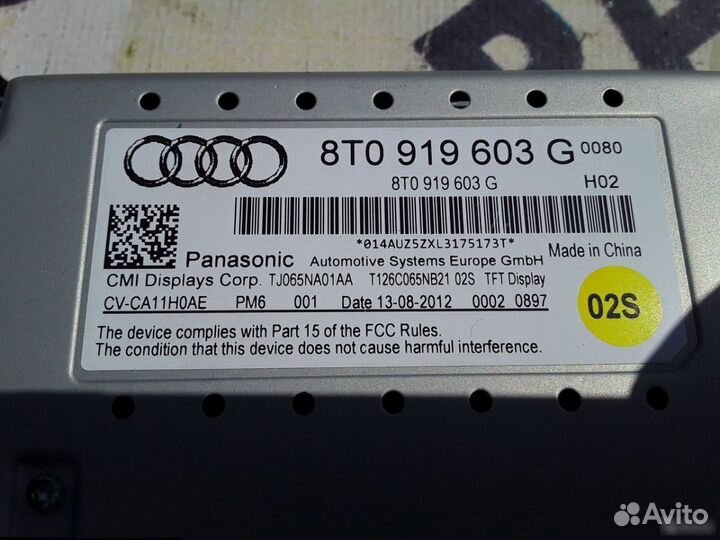 8T0 919 603 G 0080
8T0 919 603 G H02
*014AUZ5ZXL3175173T*
Panasonic Automotive Systems Europe GmbH Made in China
CMI Displays Corp. TJ065NA01AA T126C065NB21 02S TFT Display
CV-CA11H0AE PM6 001 Date 13-08-2012 0002 0897
02S
The device complies with Part 15 of the FCC Rules.
The condition that this device does not cause harmful interference.
Avito